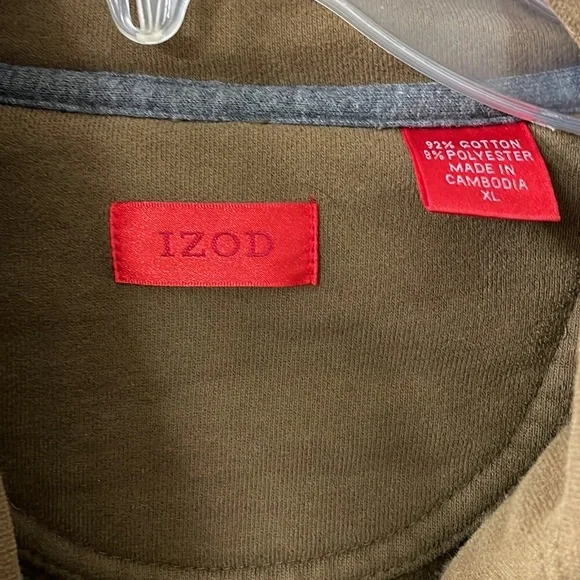 IZOD
92% COTTON
8% POLYESTER
MADE IN
CAMBODIA
XL